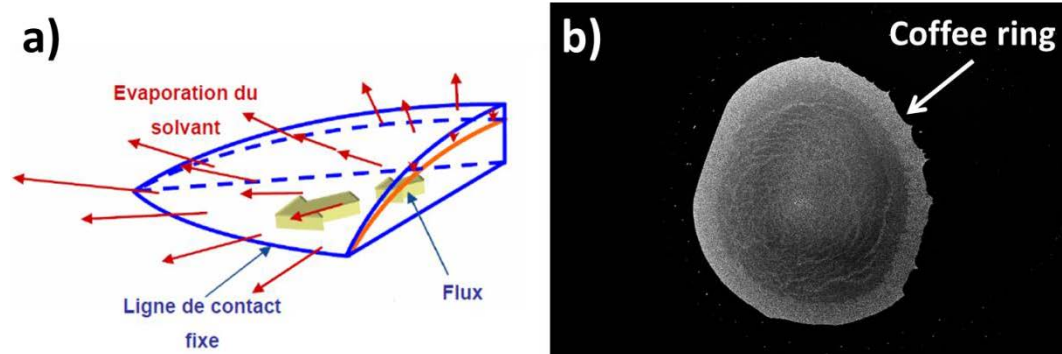 a)
Evaporation du
solvant
Ligne de contact
fixe
Flux
b)
Coffee ring